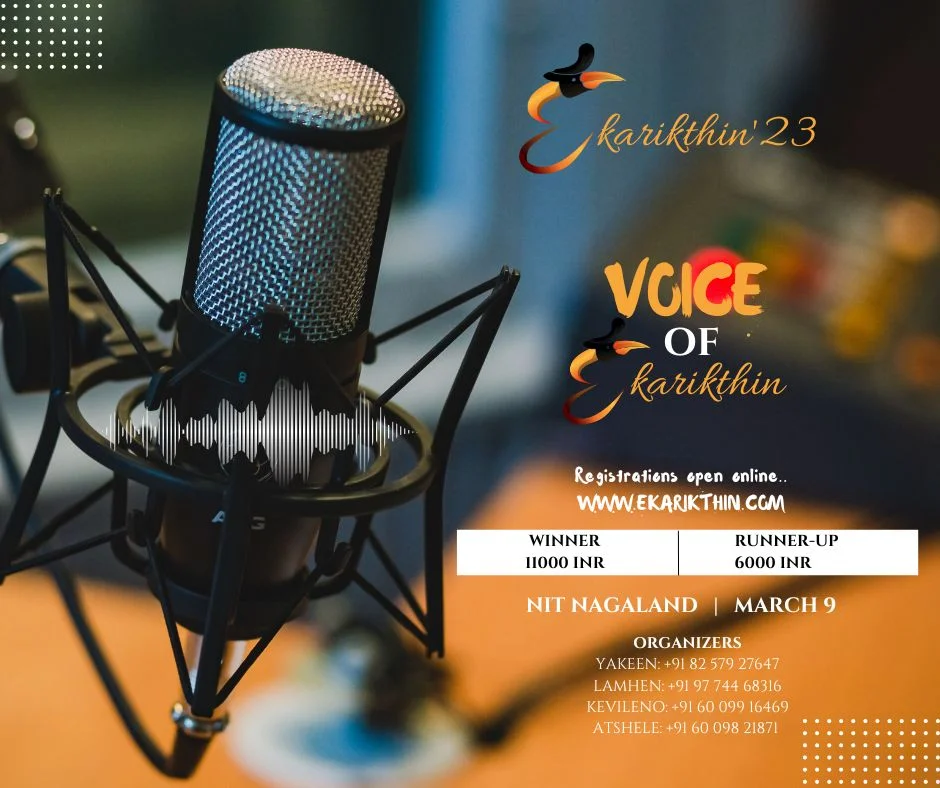 Ekarikthin'23
VOICE
OF
Ekarikthin
Registrations open online..
WWW.EKARIKTHIN.COM
WINNER
11000 INR
RUNNER-UP
6000 INR
NIT NAGALAND | MARCH 9
ORGANIZERS
YAKEEN: +91 82 579 27647
LAMHEN: +91 97 744 68316
KEVILENO: +91 60 099 16469
ATSHELE: +91 60 098 21871
8